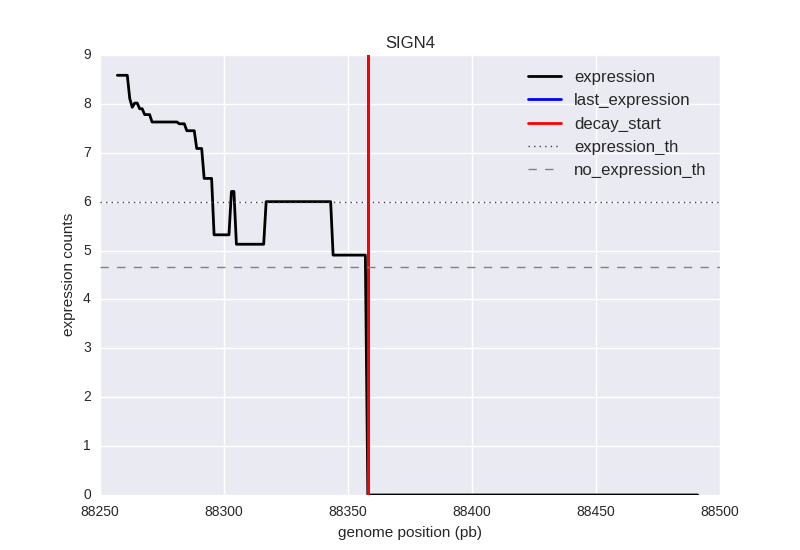 SIGN4
9
8
7
6
5
4
3
2
1
0
expression counts
expression
last_expression
decay_start
expression_th
no_expression_th
88250
88300
88350
88400
88450
88500
genome position (pb)